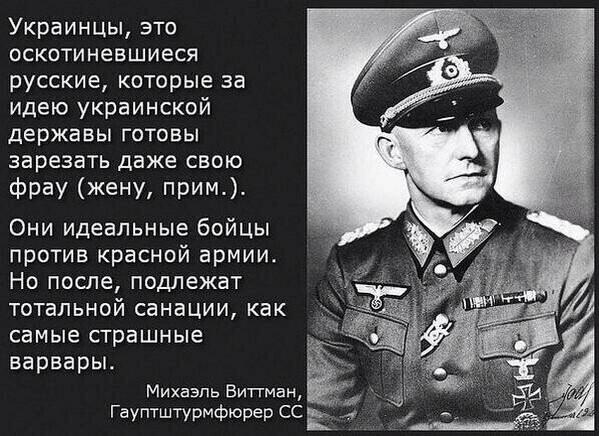 Украинцы, это
оскотиневшиеся
русские, которые за
идею украинской
державы готовы
зарезать даже свою
фрау (жену, прим.).
Они идеальные бойцы
против красной армии.
Но после, подлежат
тотальной санации, как
самые страшные
варвары.
Михаэль Виттман,
Гауптштурмфюрер СС